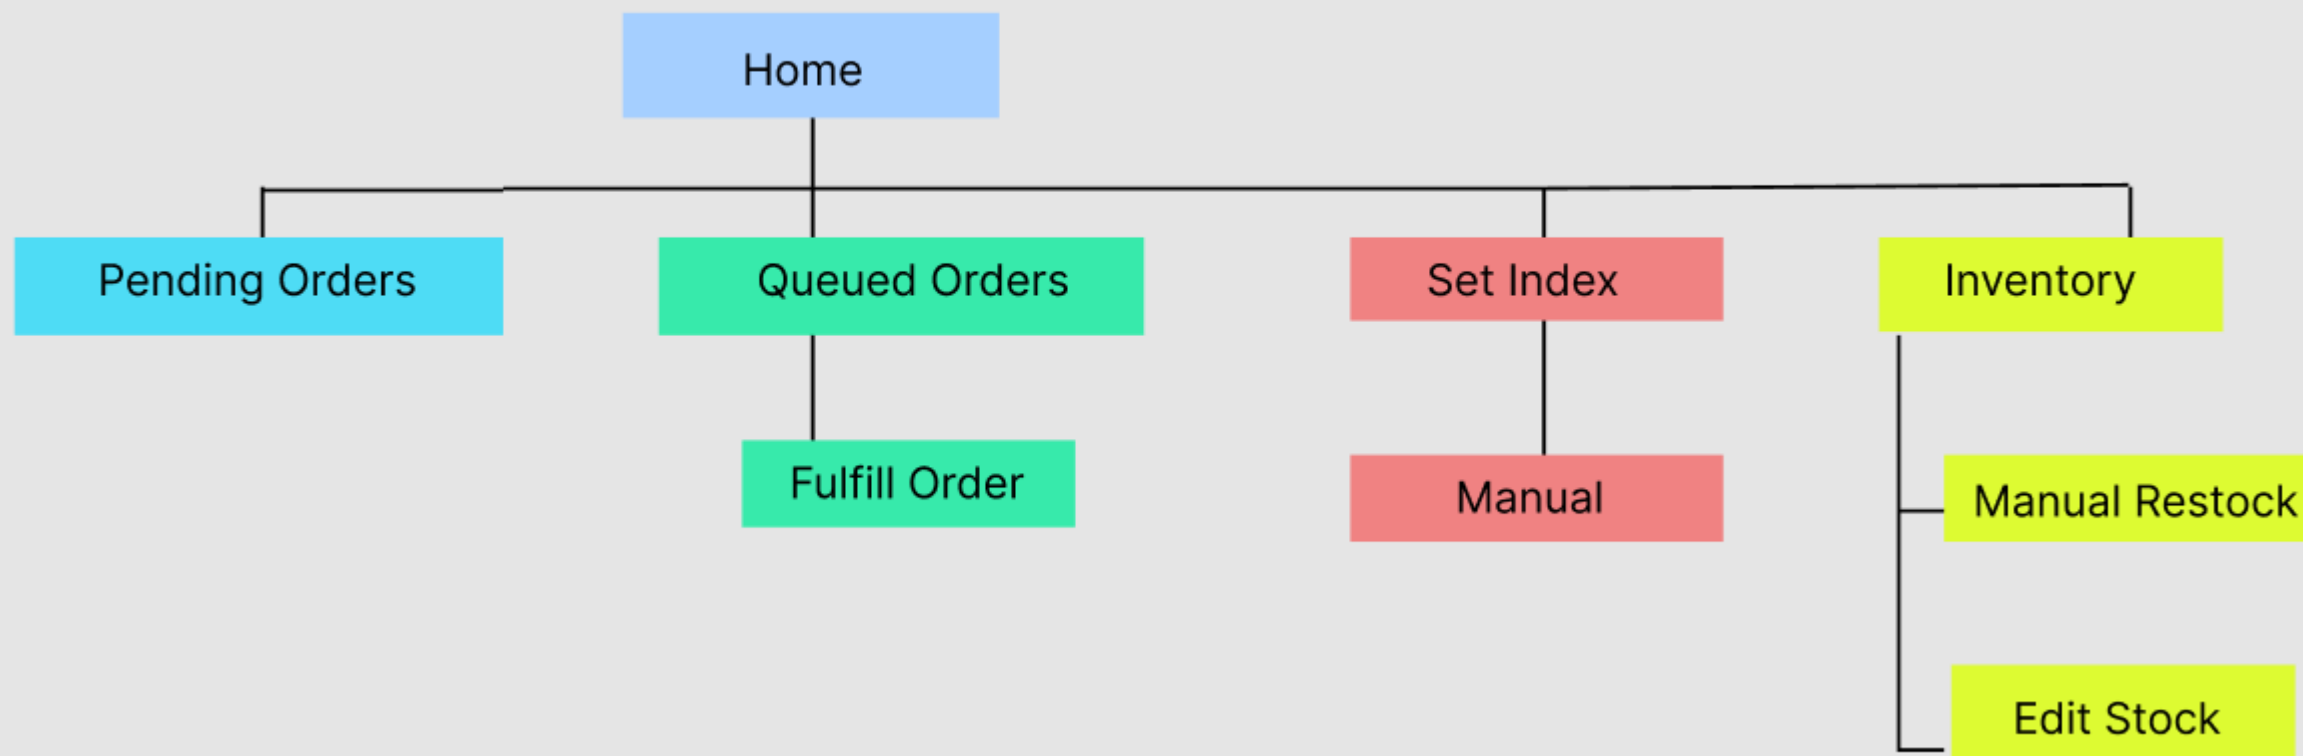 Home
Pending Orders
Queued Orders
Set Index
Inventory
Fulfill Order
Manual
Manual Restock
Edit Stock